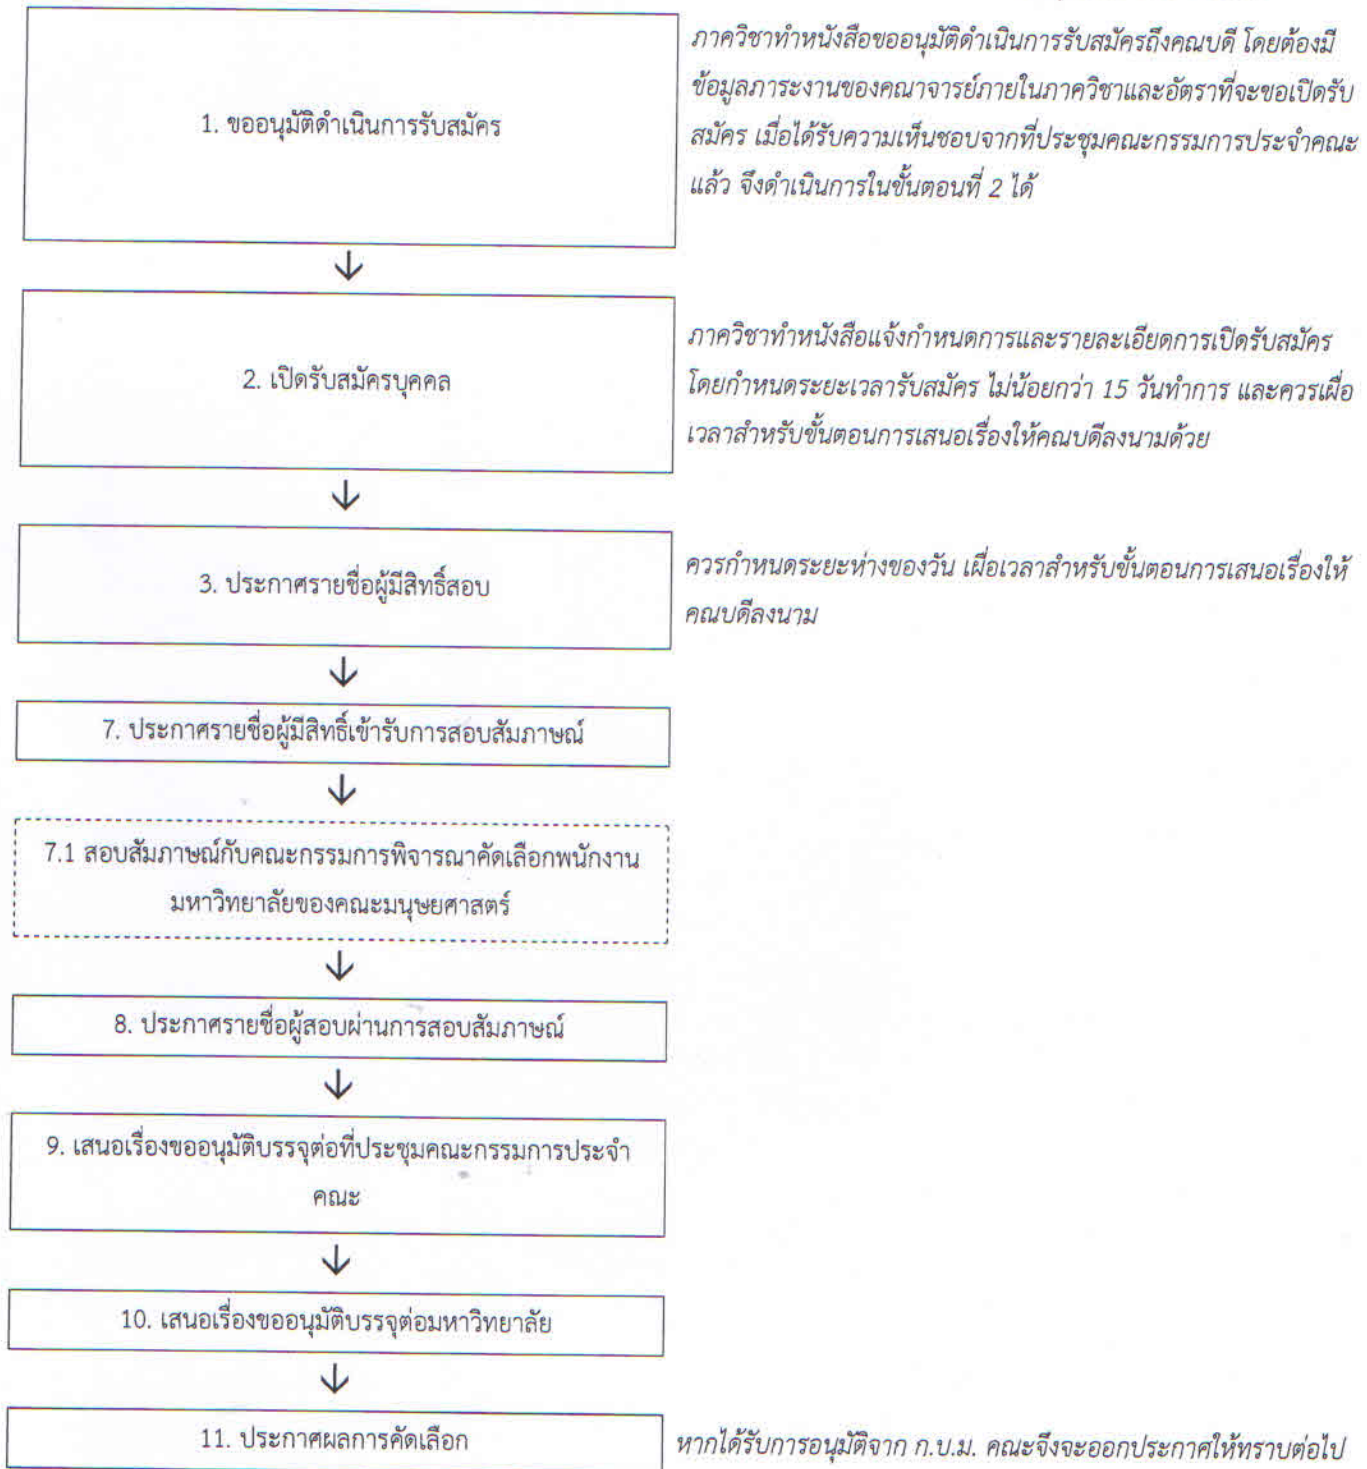 1. ขออนุมัติดำเนินการรับสมัคร
ภาควิชาทำหนังสือขออนุมัติดำเนินการรับสมัครถึงคณบดี โดยต้องมี
ข้อมูลภาระงานของคณาจารย์ภายในภาควิชาและอัตราที่จะขอเปิดรับ
สมัคร เมื่อได้รับความเห็นชอบจากที่ประชุมคณะกรรมการประจำคณะ
แล้ว จึงดำเนินการในขั้นตอนที่ 2 ได้
2. เปิดรับสมัครบุคคล
ภาควิชาทำหนังสือแจ้งกำหนดการและรายละเอียดการเปิดรับสมัคร
โดยกำหนดระยะเวลารับสมัคร ไม่น้อยกว่า 15 วันทำการ และควรเผื่อ
เวลาสำหรับขั้นตอนการเสนอเรื่องให้คณบดีลงนามด้วย
3. ประกาศรายชื่อผู้มีสิทธิ์สอบ
ควรกำหนดระยะห่างของวัน เผื่อเวลาสำหรับขั้นตอนการเสนอเรื่องให้
คณบดีลงนาม
7. ประกาศรายชื่อผู้มีสิทธิ์เข้ารับการสอบสัมภาษณ์
7.1 สอบสัมภาษณ์กับคณะกรรมการพิจารณาคัดเลือกพนักงาน
มหาวิทยาลัยของคณะมนุษยศาสตร์
8. ประกาศรายชื่อผู้สอบผ่านการสอบสัมภาษณ์
9. เสนอเรื่องขออนุมัติบรรจุต่อที่ประชุมคณะกรรมการประจำ
คณะ
10. เสนอเรื่องขออนุมัติบรรจุต่อมหาวิทยาลัย
11. ประกาศผลการคัดเลือก
หากได้รับการอนุมัติจาก ก.บ.ม. คณะจึงจะออกประกาศให้ทราบต่อไป